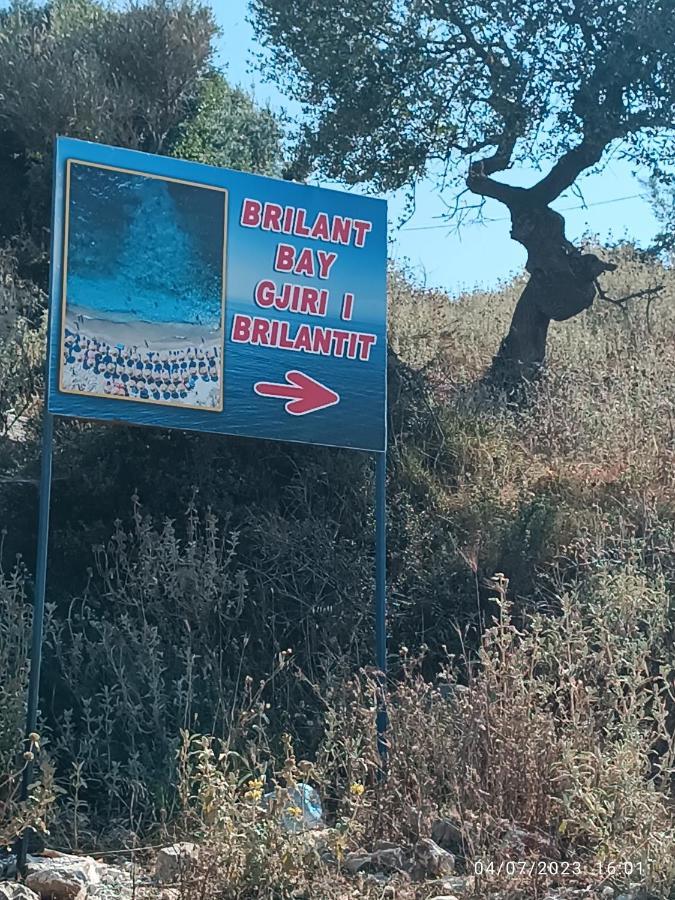 BRILANT
BAY
GJIRI I
BRILANTIT
04/07/2023 16:01